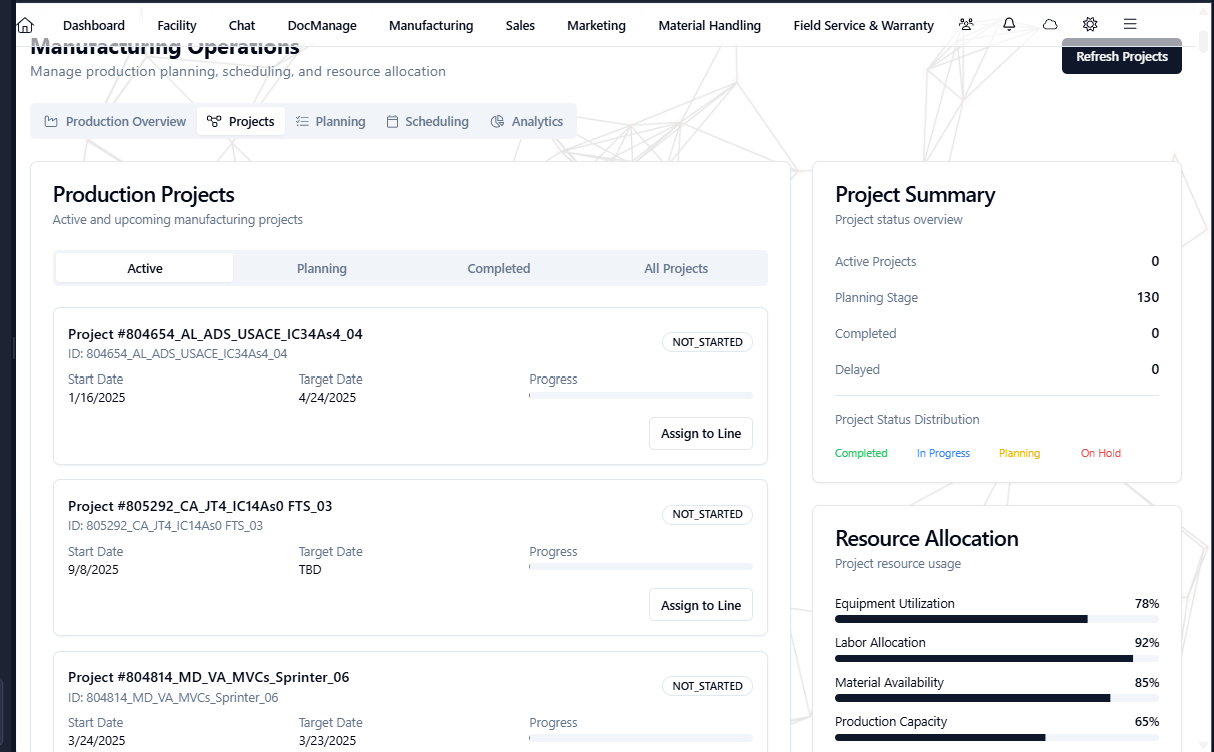 Dashboard Facility Chat DocManage Manufacturing Sales Marketing Material Handling Field Service & Warranty
Manufacturing Operations
Manage production planning, scheduling, and resource allocation
Refresh Projects
Production Overview Projects Planning Scheduling Analytics
Production Projects
Active and upcoming manufacturing projects
Active Planning Completed All Projects
Project #804654_AL_ADS_USACE_IC34As4_04
ID: 804654_AL_ADS_USACE_IC34As4_04
NOT_STARTED
Start Date Target Date Progress
1/16/2025 4/24/2025
Assign to Line
Project #805292_CA_JT4_IC14As0 FTS_03
ID: 805292_CA_JT4_IC14As0 FTS_03
NOT_STARTED
Start Date Target Date Progress
9/8/2025 TBD
Assign to Line
Project #804814_MD_VA_MVCs_Sprinter_06
ID: 804814_MD_VA_MVCs_Sprinter_06
NOT_STARTED
Start Date Target Date Progress
3/24/2025 3/23/2025
Project Summary
Project status overview
Active Projects 0
Planning Stage 130
Completed 0
Delayed 0
Project Status Distribution
Completed In Progress Planning On Hold
Resource Allocation
Project resource usage
Equipment Utilization 78%
Labor Allocation 92%
Material Availability 85%
Production Capacity 65%